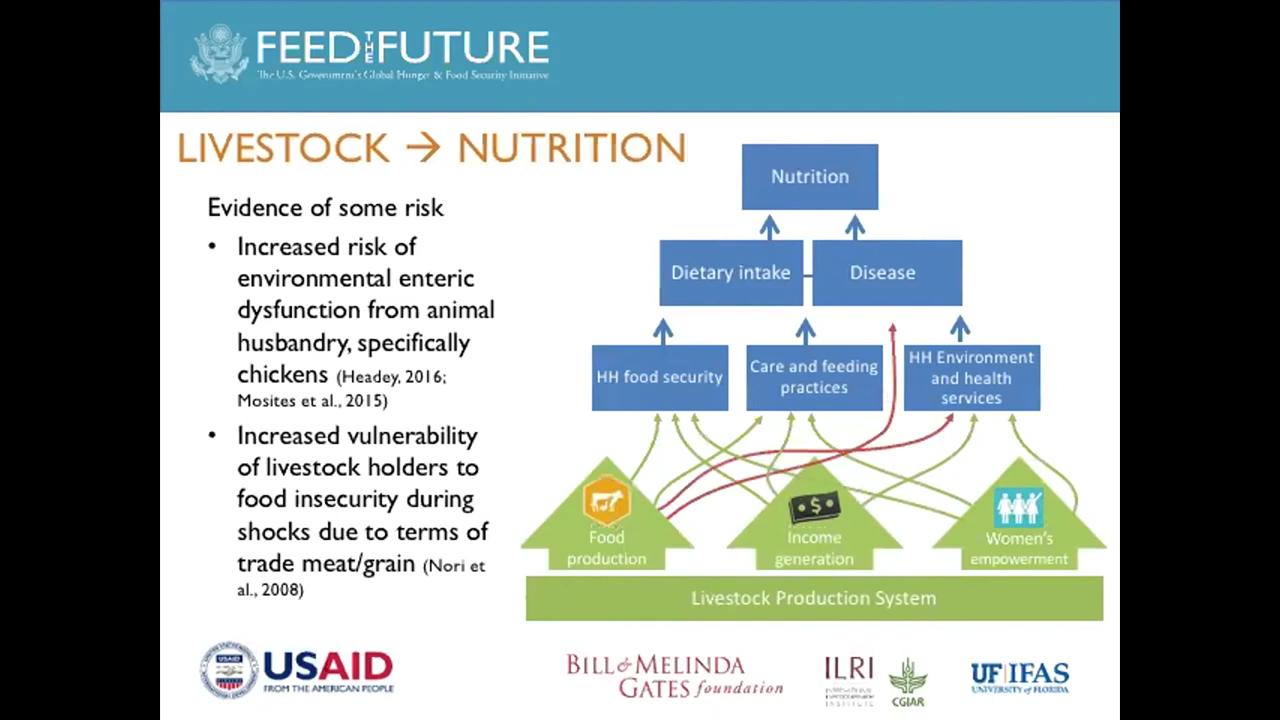 FEED THE FUTURE
The U.S. Government's Global Hunger & Food Security Initiative
LIVESTOCK → NUTRITION
Evidence of some risk
• Increased risk of
environmental enteric
dysfunction from animal
husbandry, specifically
chickens (Headey, 2016;
Mosites et al., 2015)
• Increased vulnerability
of livestock holders to
food insecurity during
shocks due to terms of
trade meat/grain (Nori et
al., 2008)
Nutrition
Dietary intake
Disease
HH food security
Care and feeding
practices
HH Environment
and health
services
Food
production
$
Income
generation
Women's
empowerment
Livestock Production System
USAID
USAID
FROM THE AMERICAN PEOPLE
BILL & MELINDA
GATES foundation
ILRI
INTERNATIONAL
LIVESTOCK RESEARCH
INSTITUTE
CGIAR
UF|IFAS
UNIVERSITY of FLORIDA